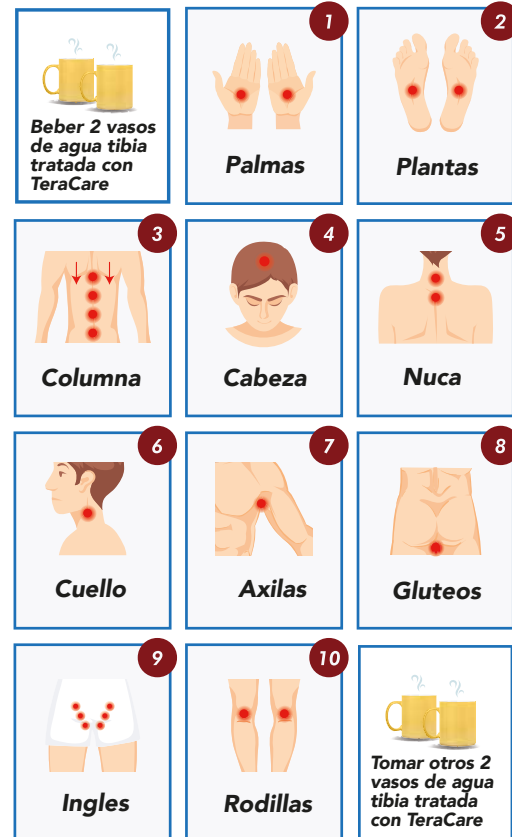 Beber 2 vasos
de agua tibia
tratada con
TeraCare
1
Palmas
2
Plantas
3
Columna
4
Cabeza
5
Nuca
6
Cuello
7
Axilas
8
Gluteos
9
Ingles
10
Rodillas
Tomar otros 2
vasos de agua
tibia tratada
con TeraCare